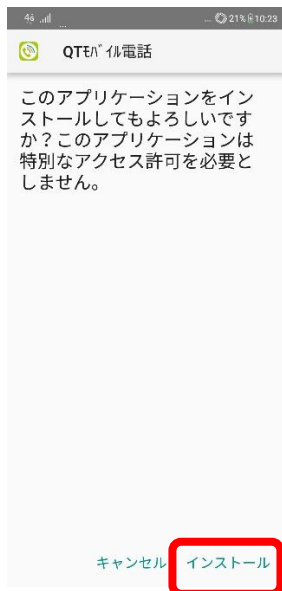 4G ... ... 21% 10:23
QTﾓﾊﾞｲﾙ電話
このアプリケーションをイン
ストールしてもよろしいです
か？このアプリケーションは
特別なアクセス許可を必要と
しません。
キャンセル インストール